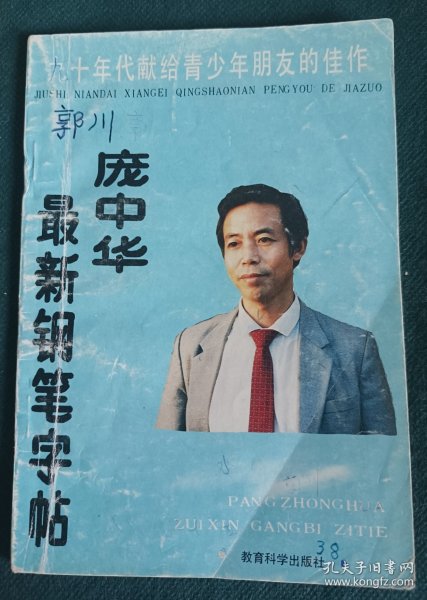 九十年代献给青少年朋友的佳作
JIUSHI NIANDAI XIANGEI QINGSHAONIAN PENGYOU DE JIAZUO
郭川
庞中华
最新钢笔字帖
PANGZHONGHUA
ZUIXIN GANGBI ZITIE
教育科学出版社
38
孔夫子旧书网
www.kongfz.com